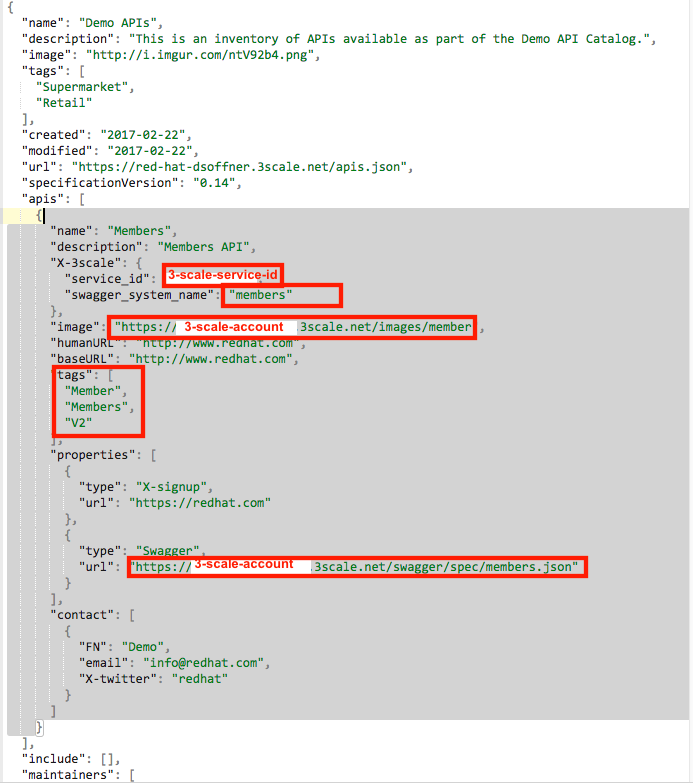 {
"name": "Demo APIs",
"description": "This is an inventory of APIs available as part of the Demo API Catalog.",
"image": "http://i.imgur.com/ntV92b4.png",
"tags": [
"Supermarket",
"Retail"
],
"created": "2017-02-22",
"modified": "2017-02-22",
"url": "https://red-hat-dsoffner.3scale.net/apis.json",
"specificationVersion": "0.14",
"apis": [
{
"name": "Members",
"description": "Members API",
"X-3scale": {
"service_id": 3-scale-service-id
"swagger_system_name": "members"
},
"image": "https:// 3-scale-account 3scale.net/images/member ,
"humanURL": "http://www.redhat.com",
"baseURL": "http://www.redhat.com",
"tags": [
"Member",
"Members",
"V2"
],
"properties": [
{
"type": "X-signup",
"url": "https://redhat.com"
},
{
"type": "Swagger",
"url": "https:// 3-scale-account .3scale.net/swagger/spec/members.json"
}
],
"contact": [
{
"FN": "Demo",
"email": "info@redhat.com",
"X-twitter": "redhat"
}
]
}
],
"include": [],
"maintainers": [